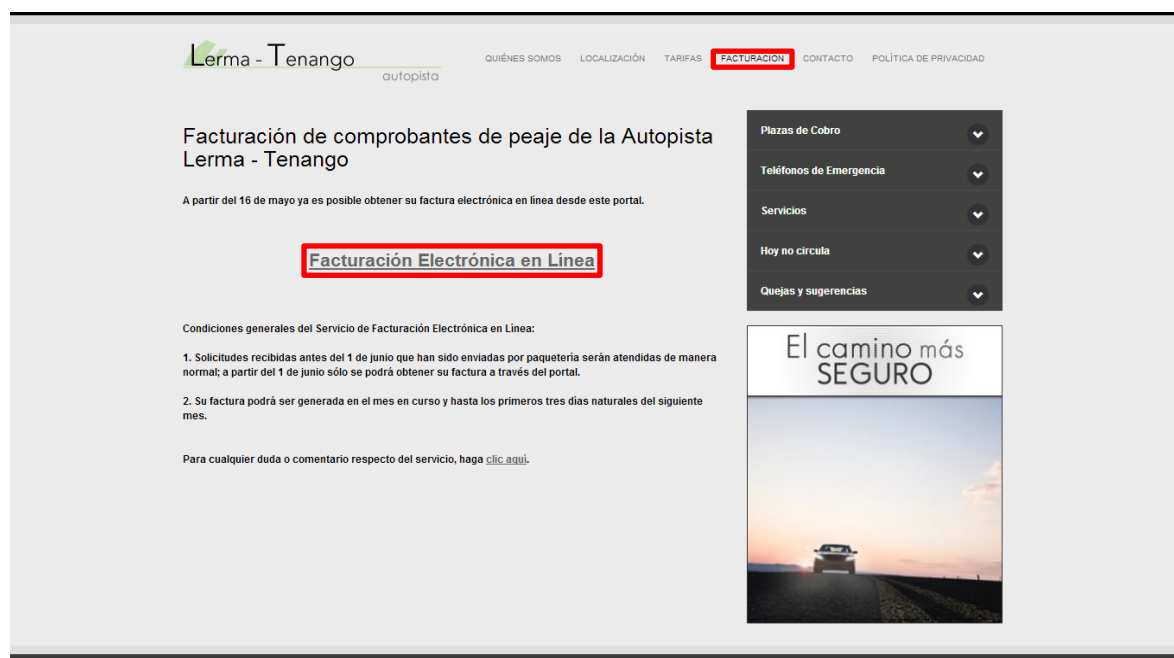 Lerma - Tenango
autopista
QUIÉNES SOMOS LOCALIZACIÓN TARIFAS FACTURACIÓN CONTACTO POLÍTICA DE PRIVACIDAD
Facturación de comprobantes de peaje de la Autopista
Lerma - Tenango
A partir del 16 de mayo ya es posible obtener su factura electrónica en línea desde este portal.
Facturación Electrónica en Línea
Condiciones generales del Servicio de Facturación Electrónica en Línea:
1. Solicitudes recibidas antes del 1 de junio que han sido enviadas por paquetería serán atendidas de manera
normal; a partir del 1 de junio sólo se podrá obtener su factura a través del portal.
2. Su factura podrá ser generada en el mes en curso y hasta los primeros tres días naturales del siguiente
mes.
Para cualquier duda o comentario respecto del servicio, haga clic aquí.
Plazas de Cobro
Teléfonos de Emergencia
Servicios
Hoy no circula
Quejas y sugerencias
El camino más
SEGURO